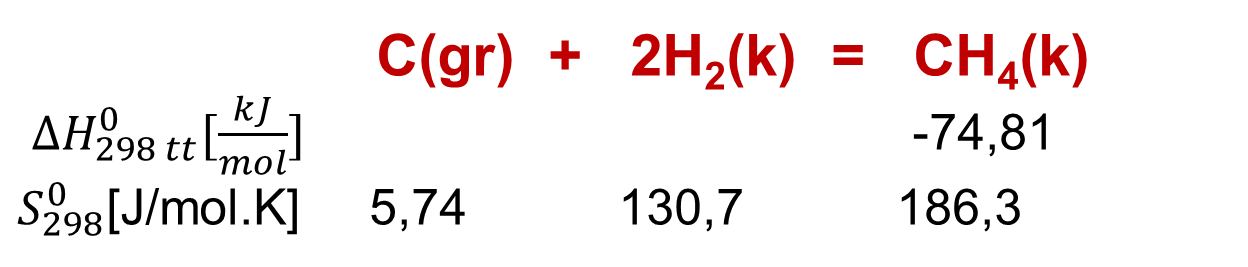 C(gr) + 2H₂(k) = CH₄(k)
ΔH⁰₂₉₈ tt[kJ/mol] -74,81
S⁰₂₉₈[J/mol.K] 5,74 130,7 186,3